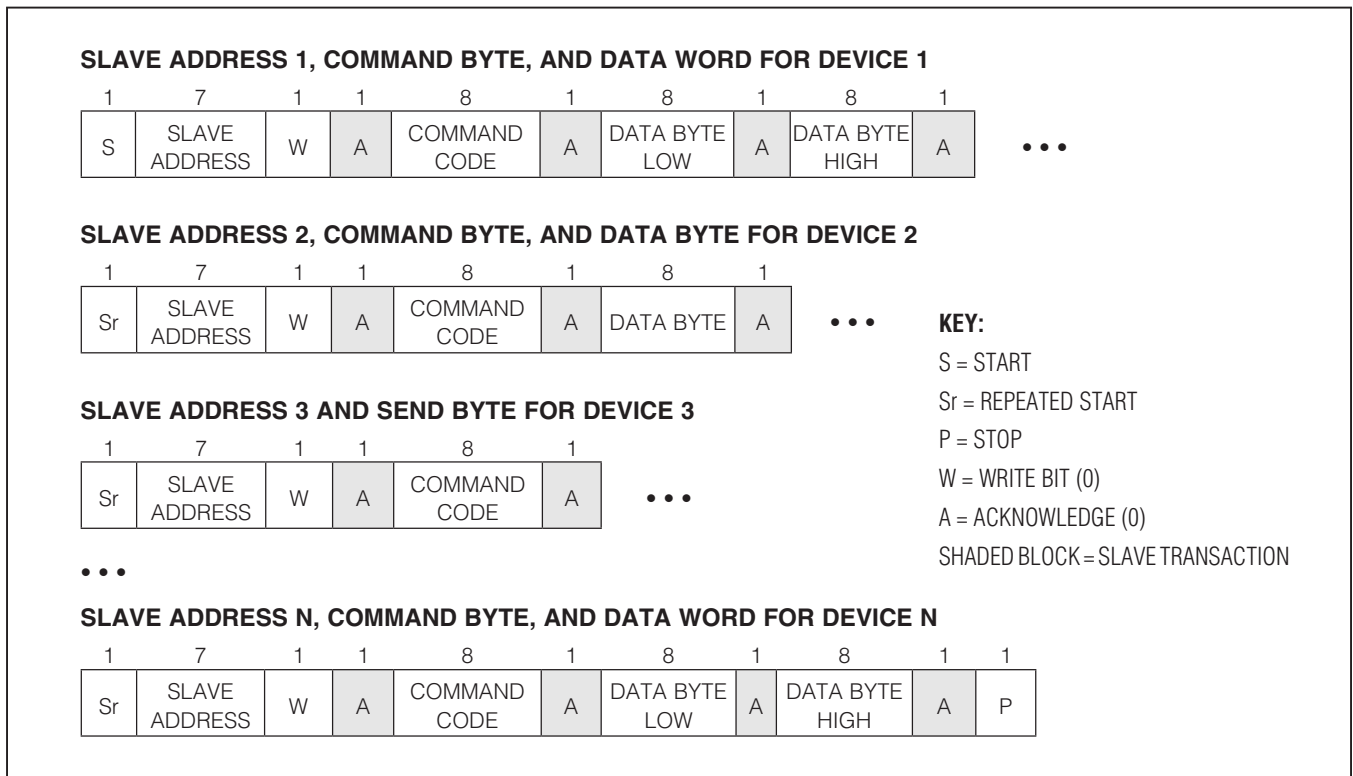 SLAVE ADDRESS 1, COMMAND BYTE, AND DATA WORD FOR DEVICE 1
1 7 1 1 8 1 8 1 8 1
S SLAVE ADDRESS W A COMMAND CODE A DATA BYTE LOW A DATA BYTE HIGH A • • •
SLAVE ADDRESS 2, COMMAND BYTE, AND DATA BYTE FOR DEVICE 2
1 7 1 1 8 1 8 1
Sr SLAVE ADDRESS W A COMMAND CODE A DATA BYTE A • • •
SLAVE ADDRESS 3 AND SEND BYTE FOR DEVICE 3
1 7 1 1 8 1
Sr SLAVE ADDRESS W A COMMAND CODE A • • •
• • •
SLAVE ADDRESS N, COMMAND BYTE, AND DATA WORD FOR DEVICE N
1 7 1 1 8 1 8 1 8 1 1
Sr SLAVE ADDRESS W A COMMAND CODE A DATA BYTE LOW A DATA BYTE HIGH A P
KEY:
S = START
Sr = REPEATED START
P = STOP
W = WRITE BIT (0)
A = ACKNOWLEDGE (0)
SHADED BLOCK = SLAVE TRANSACTION